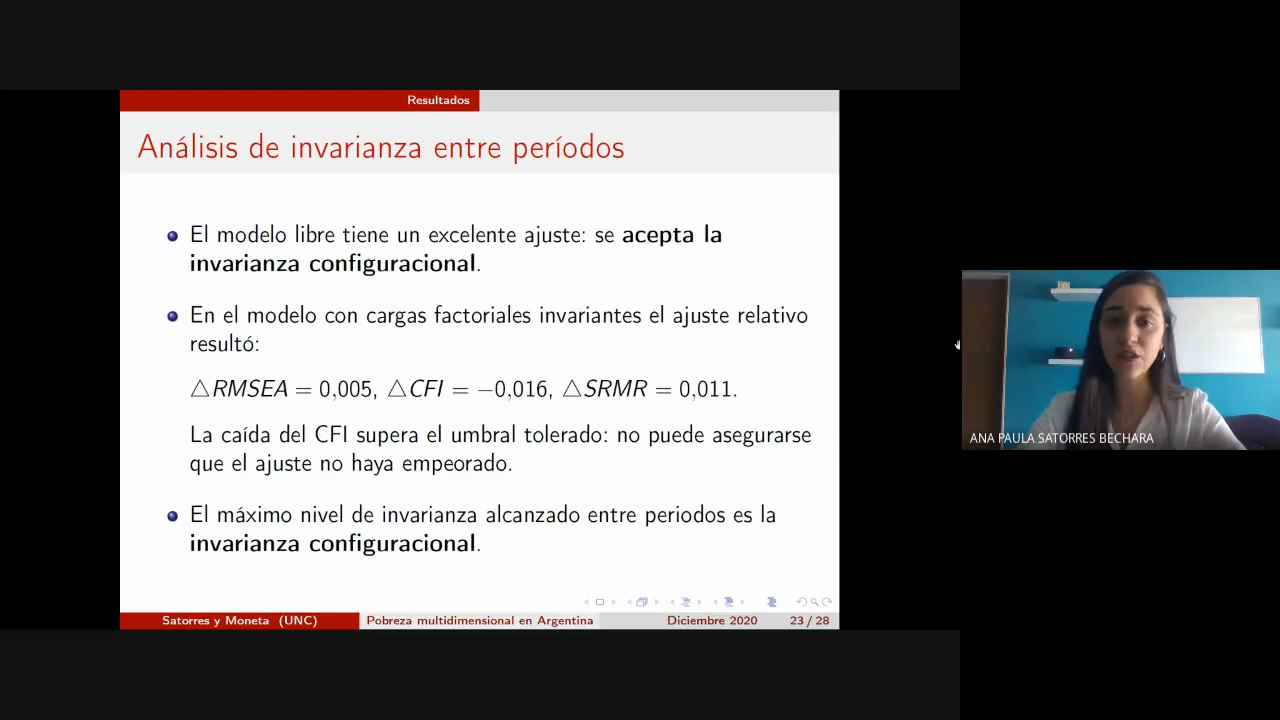 Resultados
Análisis de invarianza entre períodos
El modelo libre tiene un excelente ajuste: se acepta la
invarianza configuracional.
En el modelo con cargas factoriales invariantes el ajuste relativo
resultó:
△RMSEA = 0,005, △CFI = −0,016, △SRMR = 0,011.
La caída del CFI supera el umbral tolerado: no puede asegurarse
que el ajuste no haya empeorado.
El máximo nivel de invarianza alcanzado entre periodos es la
invarianza configuracional.
Satorres y Moneta (UNC) Pobreza multidimensional en Argentina Diciembre 2020 23 / 28
ANA PAULA SATORRES BECHARA